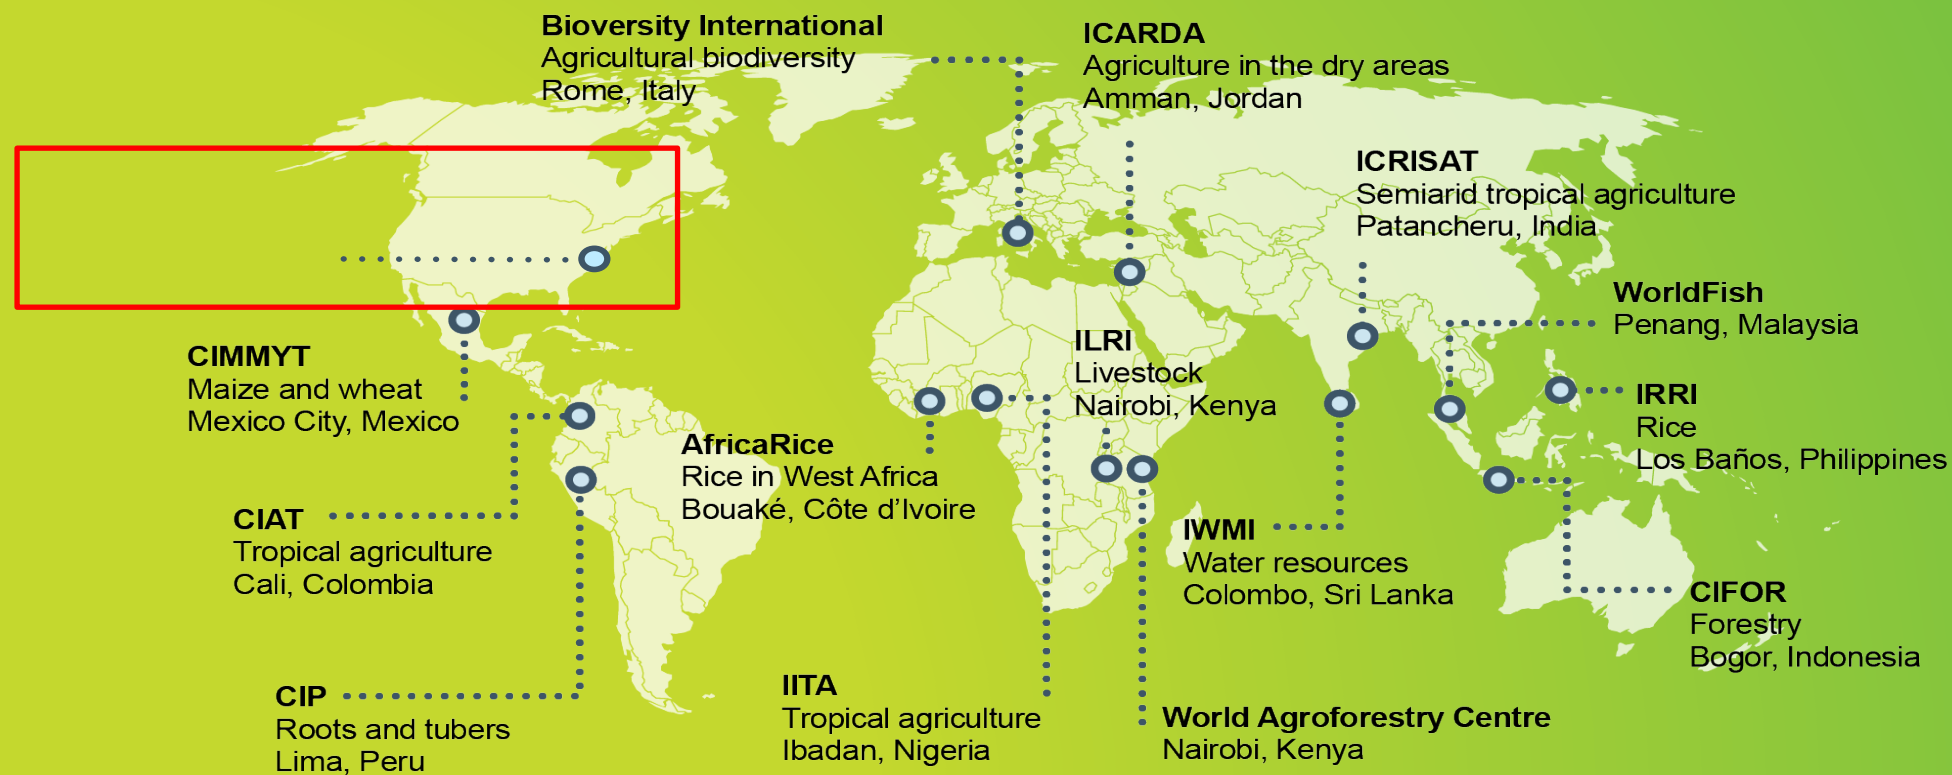 Bioversity International
Agricultural biodiversity
Rome, Italy
ICARDA
Agriculture in the dry areas
Amman, Jordan
ICRISAT
Semiarid tropical agriculture
Patancheru, India
WorldFish
Penang, Malaysia
CIMMYT
Maize and wheat
Mexico City, Mexico
ILRI
Livestock
Nairobi, Kenya
IRRI
Rice
Los Baños, Philippines
AfricaRice
Rice in West Africa
Bouaké, Côte d’Ivoire
CIAT
Tropical agriculture
Cali, Colombia
IWMI
Water resources
Colombo, Sri Lanka
CIFOR
Forestry
Bogor, Indonesia
CIP
Roots and tubers
Lima, Peru
IITA
Tropical agriculture
Ibadan, Nigeria
World Agroforestry Centre
Nairobi, Kenya